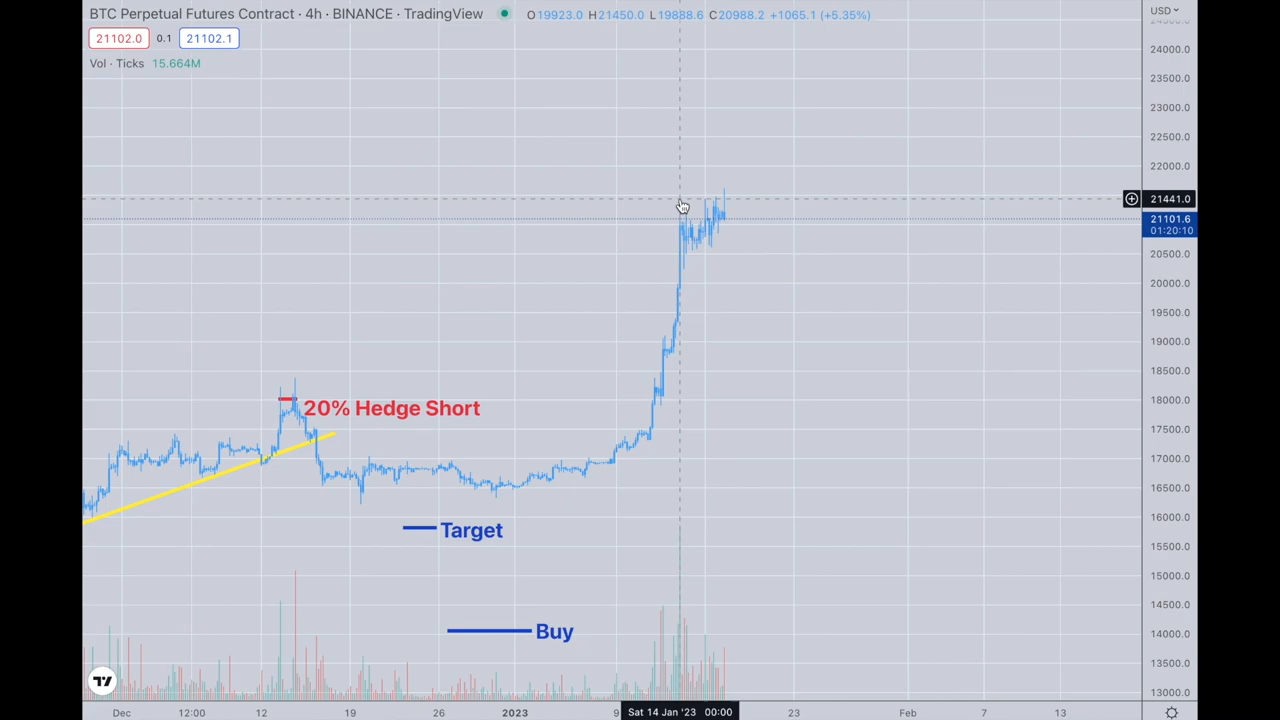 BTC Perpetual Futures Contract · 4h · BINANCE · TradingView
O19923.0 H21450.0 L19888.6 C20988.2 +1065.1 (+5.35%)
USD
21102.0 0.1 21102.1
Vol · Ticks 15.664M
24000.0
23500.0
23000.0
22500.0
22000.0
21441.0
21101.6
01:20:10
20500.0
20000.0
19500.0
19000.0
18500.0
18000.0
17500.0
17000.0
16500.0
16000.0
15500.0
15000.0
14500.0
14000.0
13500.0
13000.0
20% Hedge Short
Target
Buy
Dec 12:00 12 19 26 2023 9 Sat 14 Jan '23 00:00 23 Feb 7 13